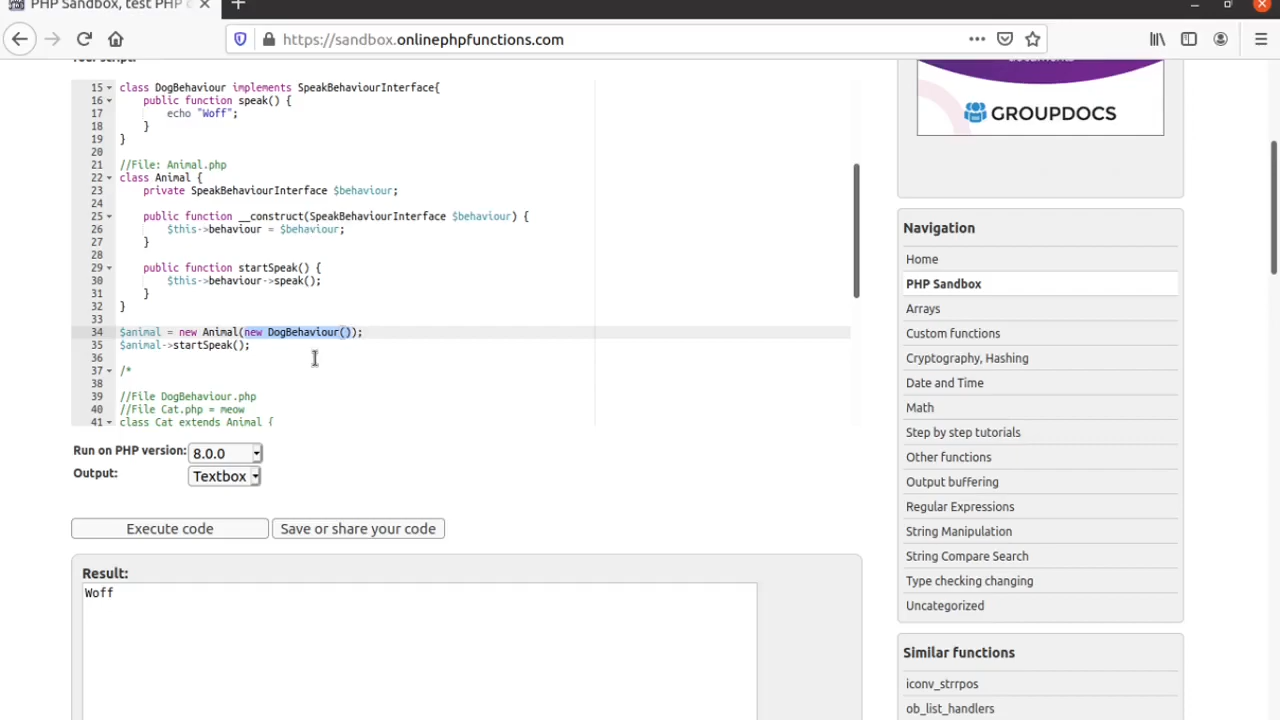 PHP Sandbox, test PHP
https://sandbox.onlinephpfunctions.com
15 class DogBehaviour implements SpeakBehaviourInterface{
16 public function speak() {
17 echo "Woff";
18 }
19 }
20
21 //File: Animal.php
22 class Animal {
23 private SpeakBehaviourInterface $behaviour;
24
25 public function __construct(SpeakBehaviourInterface $behaviour) {
26 $this->behaviour = $behaviour;
27 }
28
29 public function startSpeak() {
30 $this->behaviour->speak();
31 }
32 }
33
34 $animal = new Animal(new DogBehaviour());
35 $animal->startSpeak();
36
37 /*
38
39 //File DogBehaviour.php
40 //File Cat.php = meow
41 class Cat extends Animal {
Run on PHP version: 8.0.0
Output: Textbox
Execute code
Save or share your code
Result:
Woff
GROUPDOCS
Navigation
Home
PHP Sandbox
Arrays
Custom functions
Cryptography, Hashing
Date and Time
Math
Step by step tutorials
Other functions
Output buffering
Regular Expressions
String Manipulation
String Compare Search
Type checking changing
Uncategorized
Similar functions
iconv_strrpos
ob_list_handlers